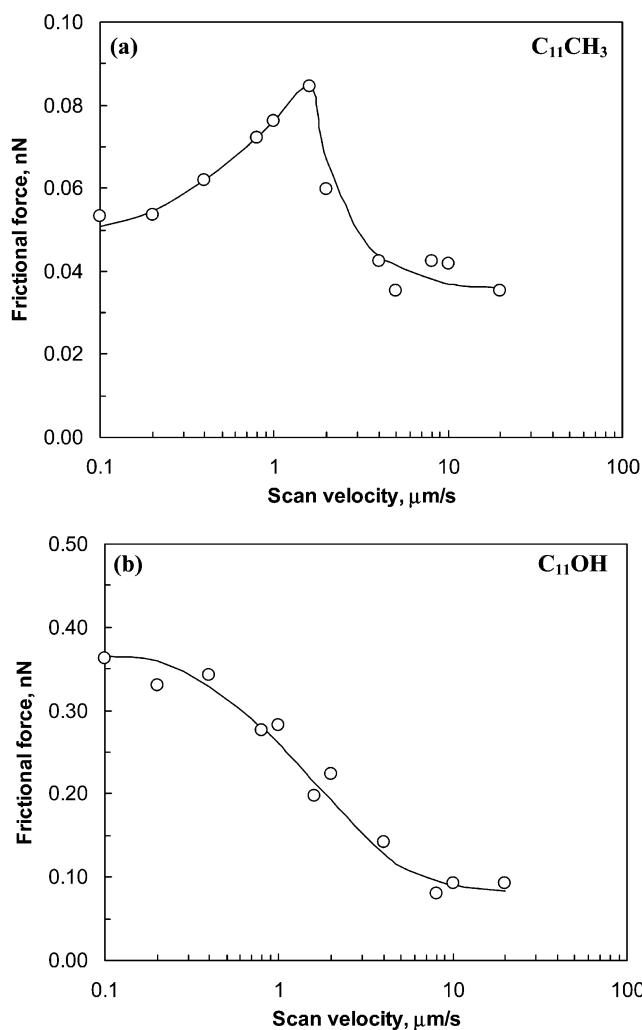 (a) C₁₁CH₃
0.10
0.08
0.06
0.04
0.02
0.00
Frictional force, nN
0.1 1 10 100
Scan velocity, μm/s
(b) C₁₁OH
0.50
0.40
0.30
0.20
0.10
0.00
Frictional force, nN
0.1 1 10 100
Scan velocity, μm/s